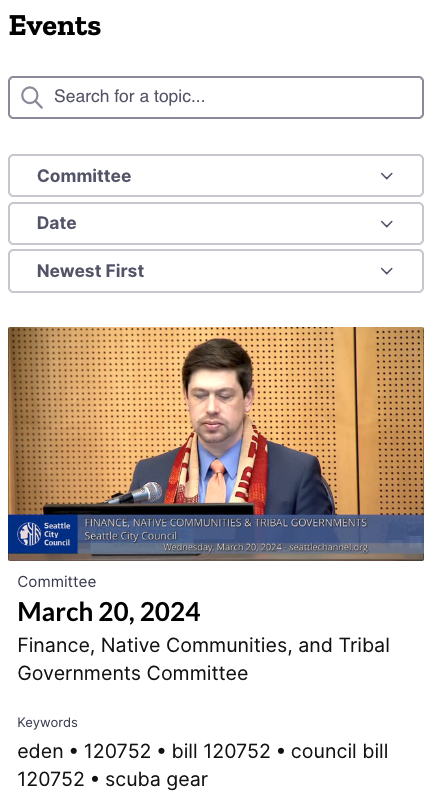 Events
Search for a topic...
Committee
Date
Newest First
FINANCE, NATIVE COMMUNITIES & TRIBAL GOVERNMENTS
Seattle City Council
Wednesday, March 20, 2024 - seattlechannel.org
Seattle
City
Council
Committee
March 20, 2024
Finance, Native Communities, and Tribal
Governments Committee
Keywords
eden • 120752 • bill 120752 • council bill
120752 • scuba gear